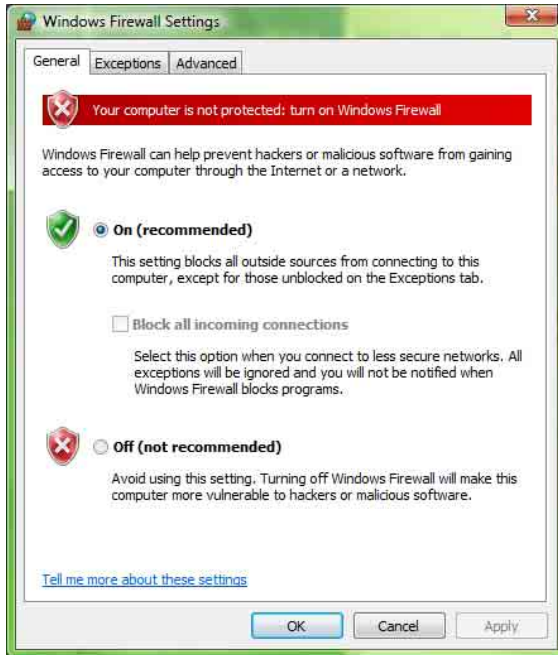 Windows Firewall Settings
General Exceptions Advanced
Your computer is not protected: turn on Windows Firewall
Windows Firewall can help prevent hackers or malicious software from gaining
access to your computer through the Internet or a network.
On (recommended)
This setting blocks all outside sources from connecting to this
computer, except for those unblocked on the Exceptions tab.
Block all incoming connections
Select this option when you connect to less secure networks. All
exceptions will be ignored and you will not be notified when
Windows Firewall blocks programs.
Off (not recommended)
Avoid using this setting. Turning off Windows Firewall will make this
computer more vulnerable to hackers or malicious software.
Tell me more about these settings
OK Cancel Apply